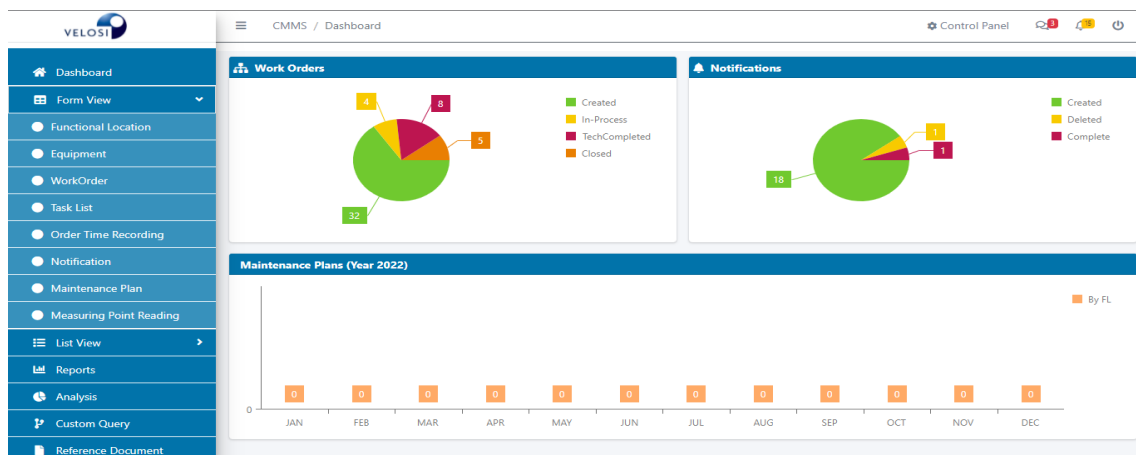 VELOSI
CMMS / Dashboard
Control Panel
3
15
Dashboard
Form View
Functional Location
Equipment
WorkOrder
Task List
Order Time Recording
Notification
Maintenance Plan
Measuring Point Reading
List View
Reports
Analysis
Custom Query
Reference Document
Work Orders
4
8
5
32
Created
In-Process
TechCompleted
Closed
Notifications
1
1
18
Created
Deleted
Complete
Maintenance Plans (Year 2022)
By FL
0 0 0 0 0 0 0 0 0 0 0 0
0
JAN FEB MAR APR MAY JUN JUL AUG SEP OCT NOV DEC